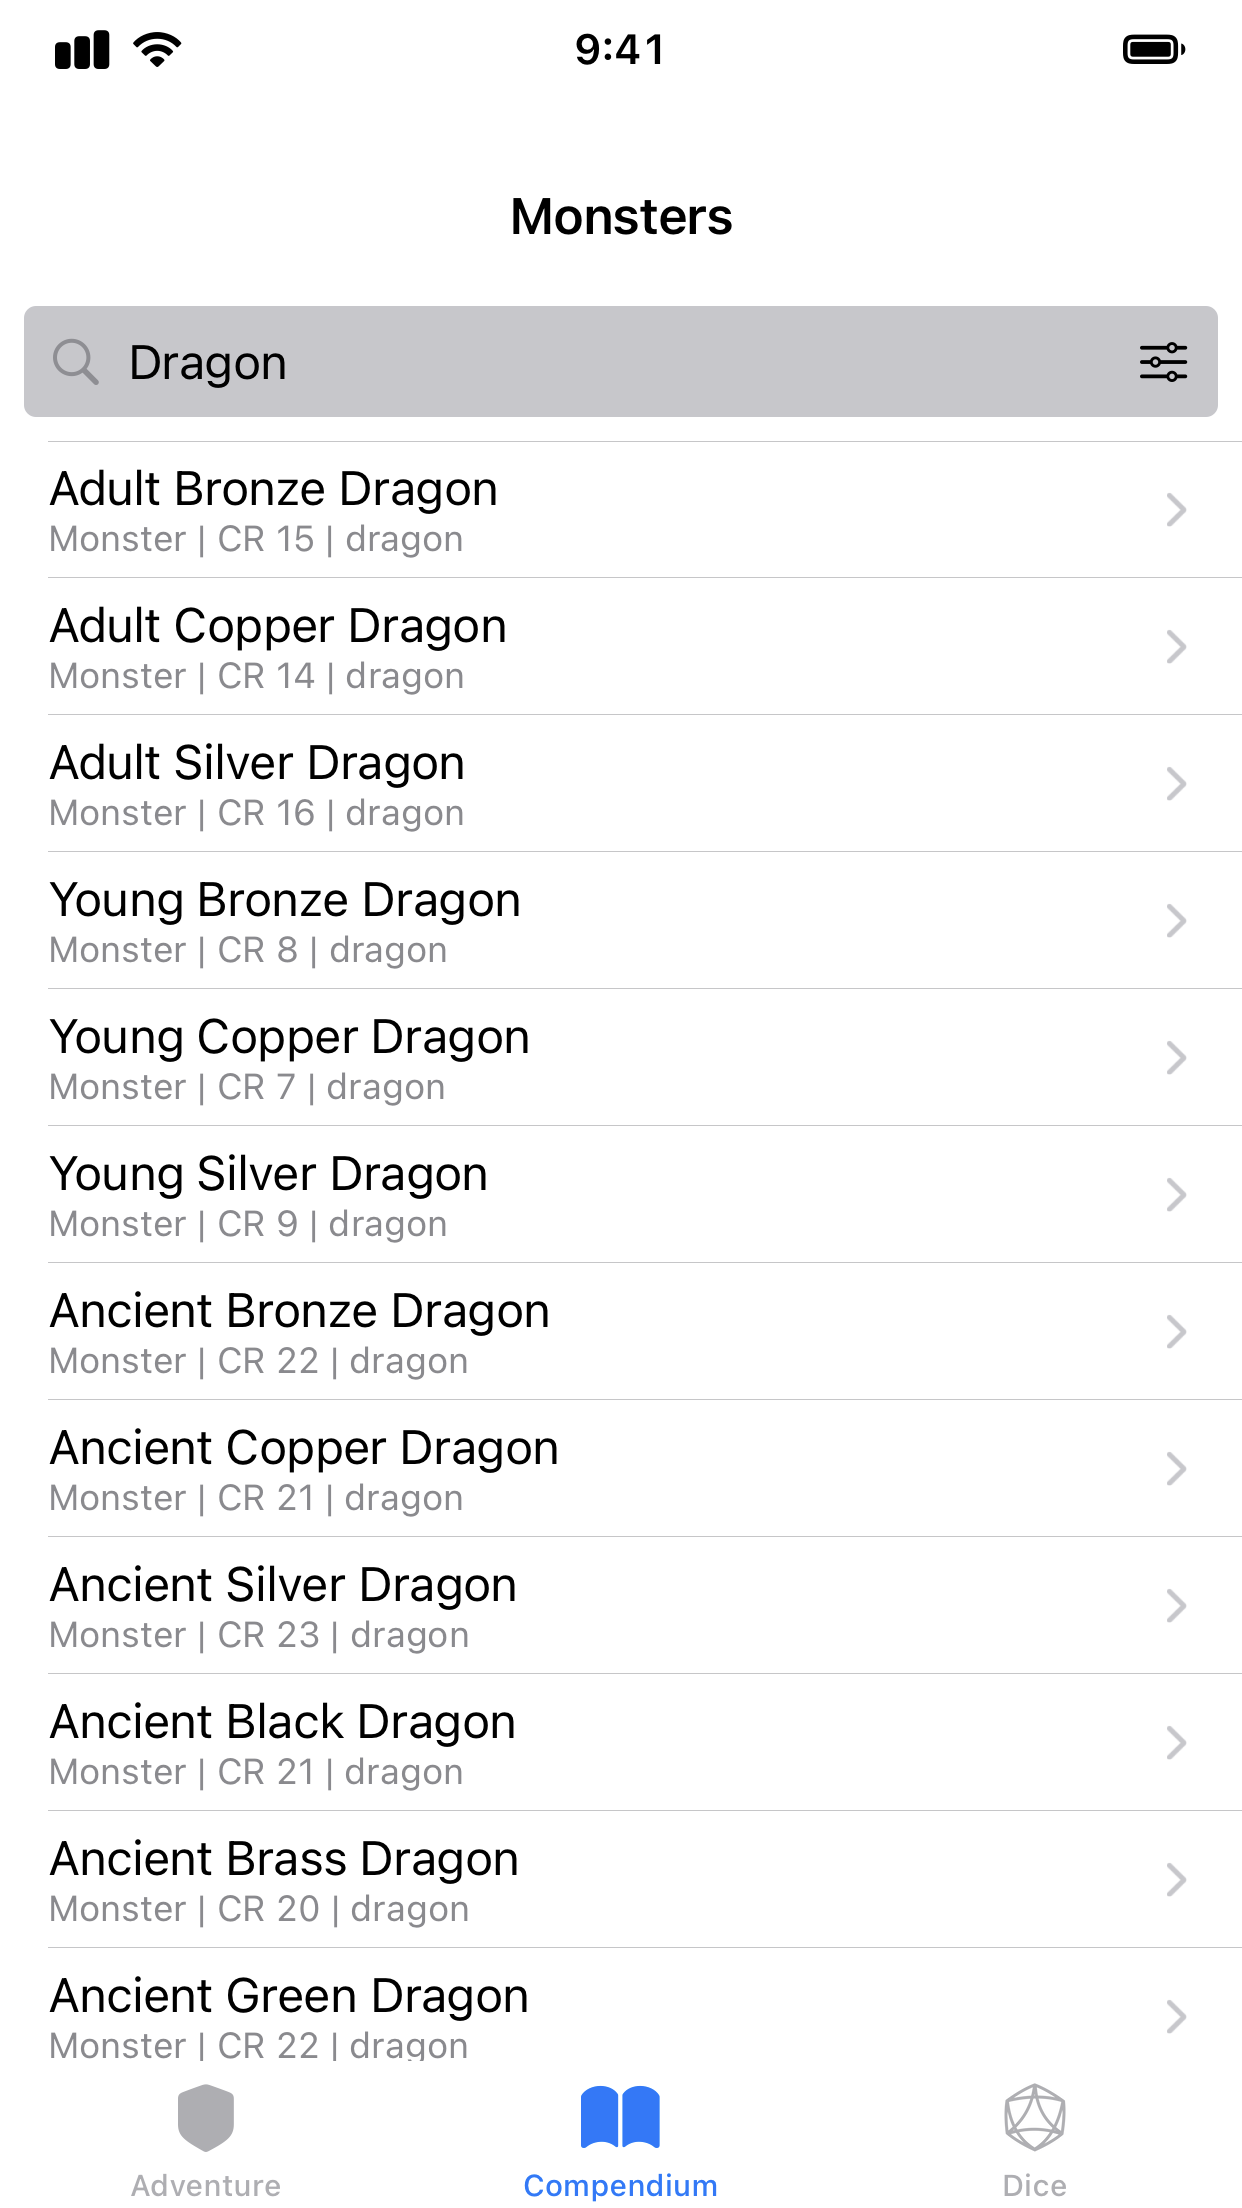 9:41
Monsters
Dragon
Adult Bronze Dragon
Monster | CR 15 | dragon
Adult Copper Dragon
Monster | CR 14 | dragon
Adult Silver Dragon
Monster | CR 16 | dragon
Young Bronze Dragon
Monster | CR 8 | dragon
Young Copper Dragon
Monster | CR 7 | dragon
Young Silver Dragon
Monster | CR 9 | dragon
Ancient Bronze Dragon
Monster | CR 22 | dragon
Ancient Copper Dragon
Monster | CR 21 | dragon
Ancient Silver Dragon
Monster | CR 23 | dragon
Ancient Black Dragon
Monster | CR 21 | dragon
Ancient Brass Dragon
Monster | CR 20 | dragon
Ancient Green Dragon
Monster | CR 22 | dragon
Adventure Compendium Dice